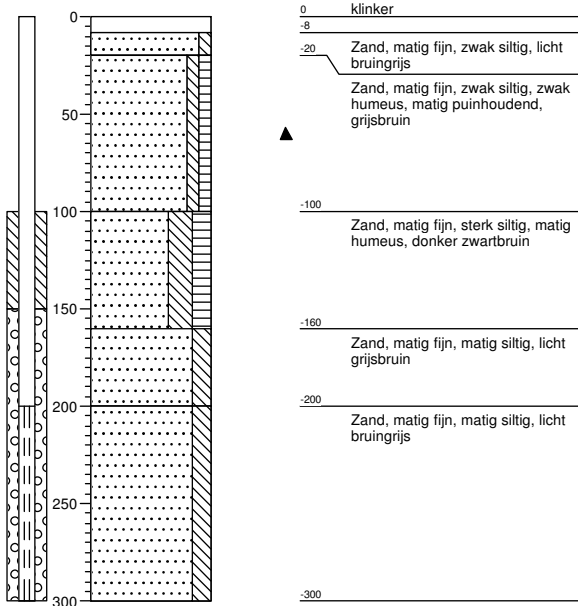 0
50
100
150
200
250
300
0
klinker
-8
Zand, matig fijn, zwak siltig, licht
bruingrijs
-20
Zand, matig fijn, zwak siltig, zwak
humeus, matig puinhoudend,
grijsbruin
-100
Zand, matig fijn, sterk siltig, matig
humeus, donker zwartbruin
-160
Zand, matig fijn, matig siltig, licht
grijsbruin
-200
Zand, matig fijn, matig siltig, licht
bruingrijs
-300